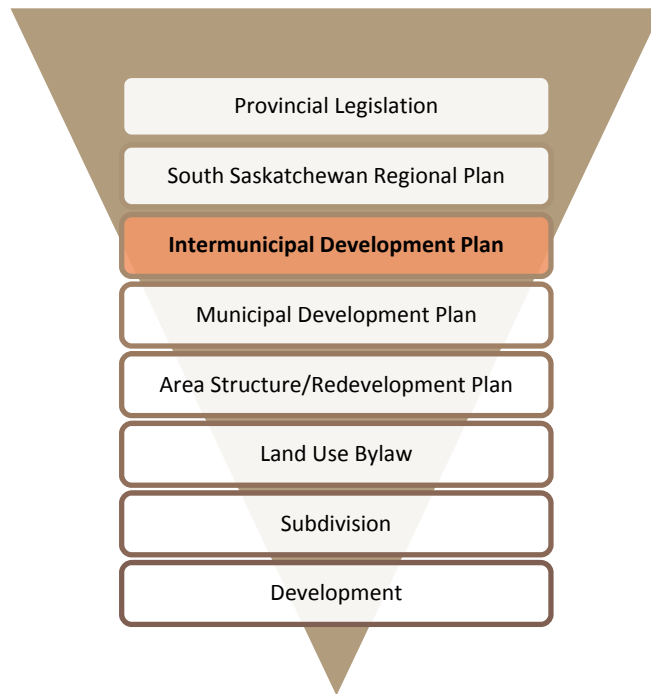 Provincial Legislation
South Saskatchewan Regional Plan
Intermunicipal Development Plan
Municipal Development Plan
Area Structure/Redevelopment Plan
Land Use Bylaw
Subdivision
Development